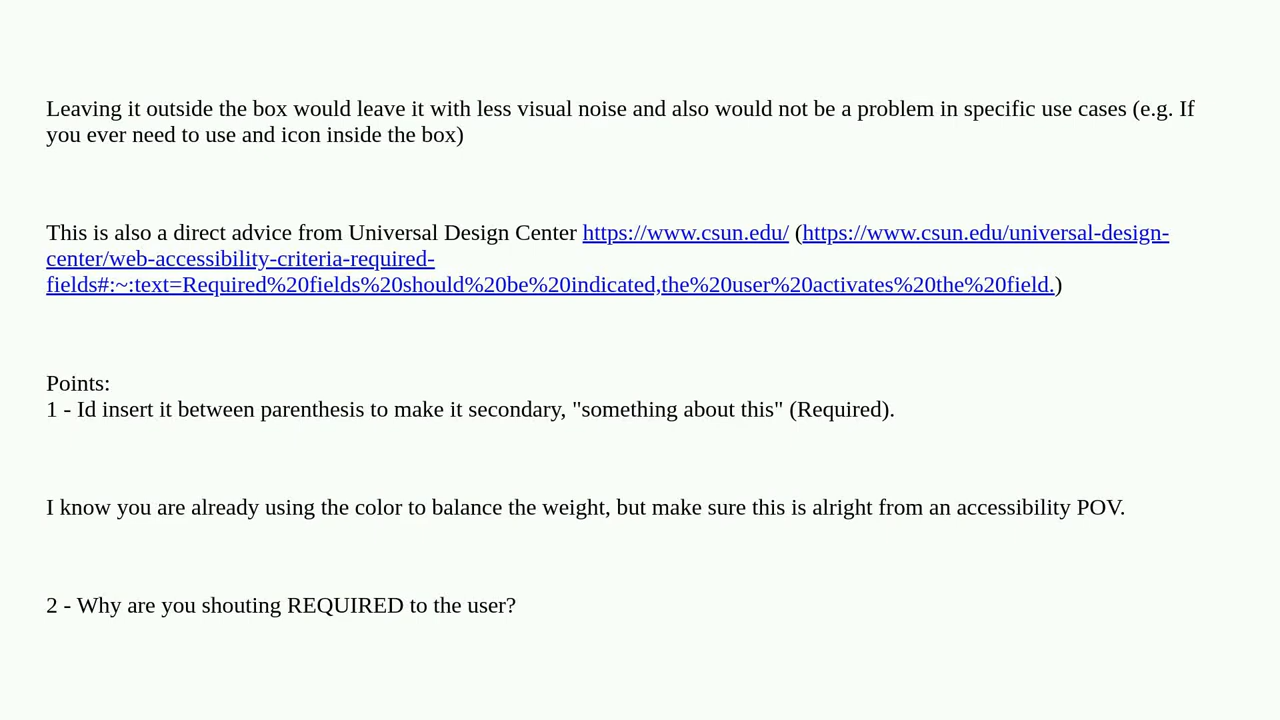 Leaving it outside the box would leave it with less visual noise and also would not be a problem in specific use cases (e.g. If
you ever need to use and icon inside the box)
This is also a direct advice from Universal Design Center https://www.csun.edu/ (https://www.csun.edu/universal-design-
center/web-accessibility-criteria-required-
fields#:~:text=Required%20fields%20should%20be%20indicated,the%20user%20activates%20the%20field.)
Points:
1 - Id insert it between parenthesis to make it secondary, "something about this" (Required).
I know you are already using the color to balance the weight, but make sure this is alright from an accessibility POV.
2 - Why are you shouting REQUIRED to the user?